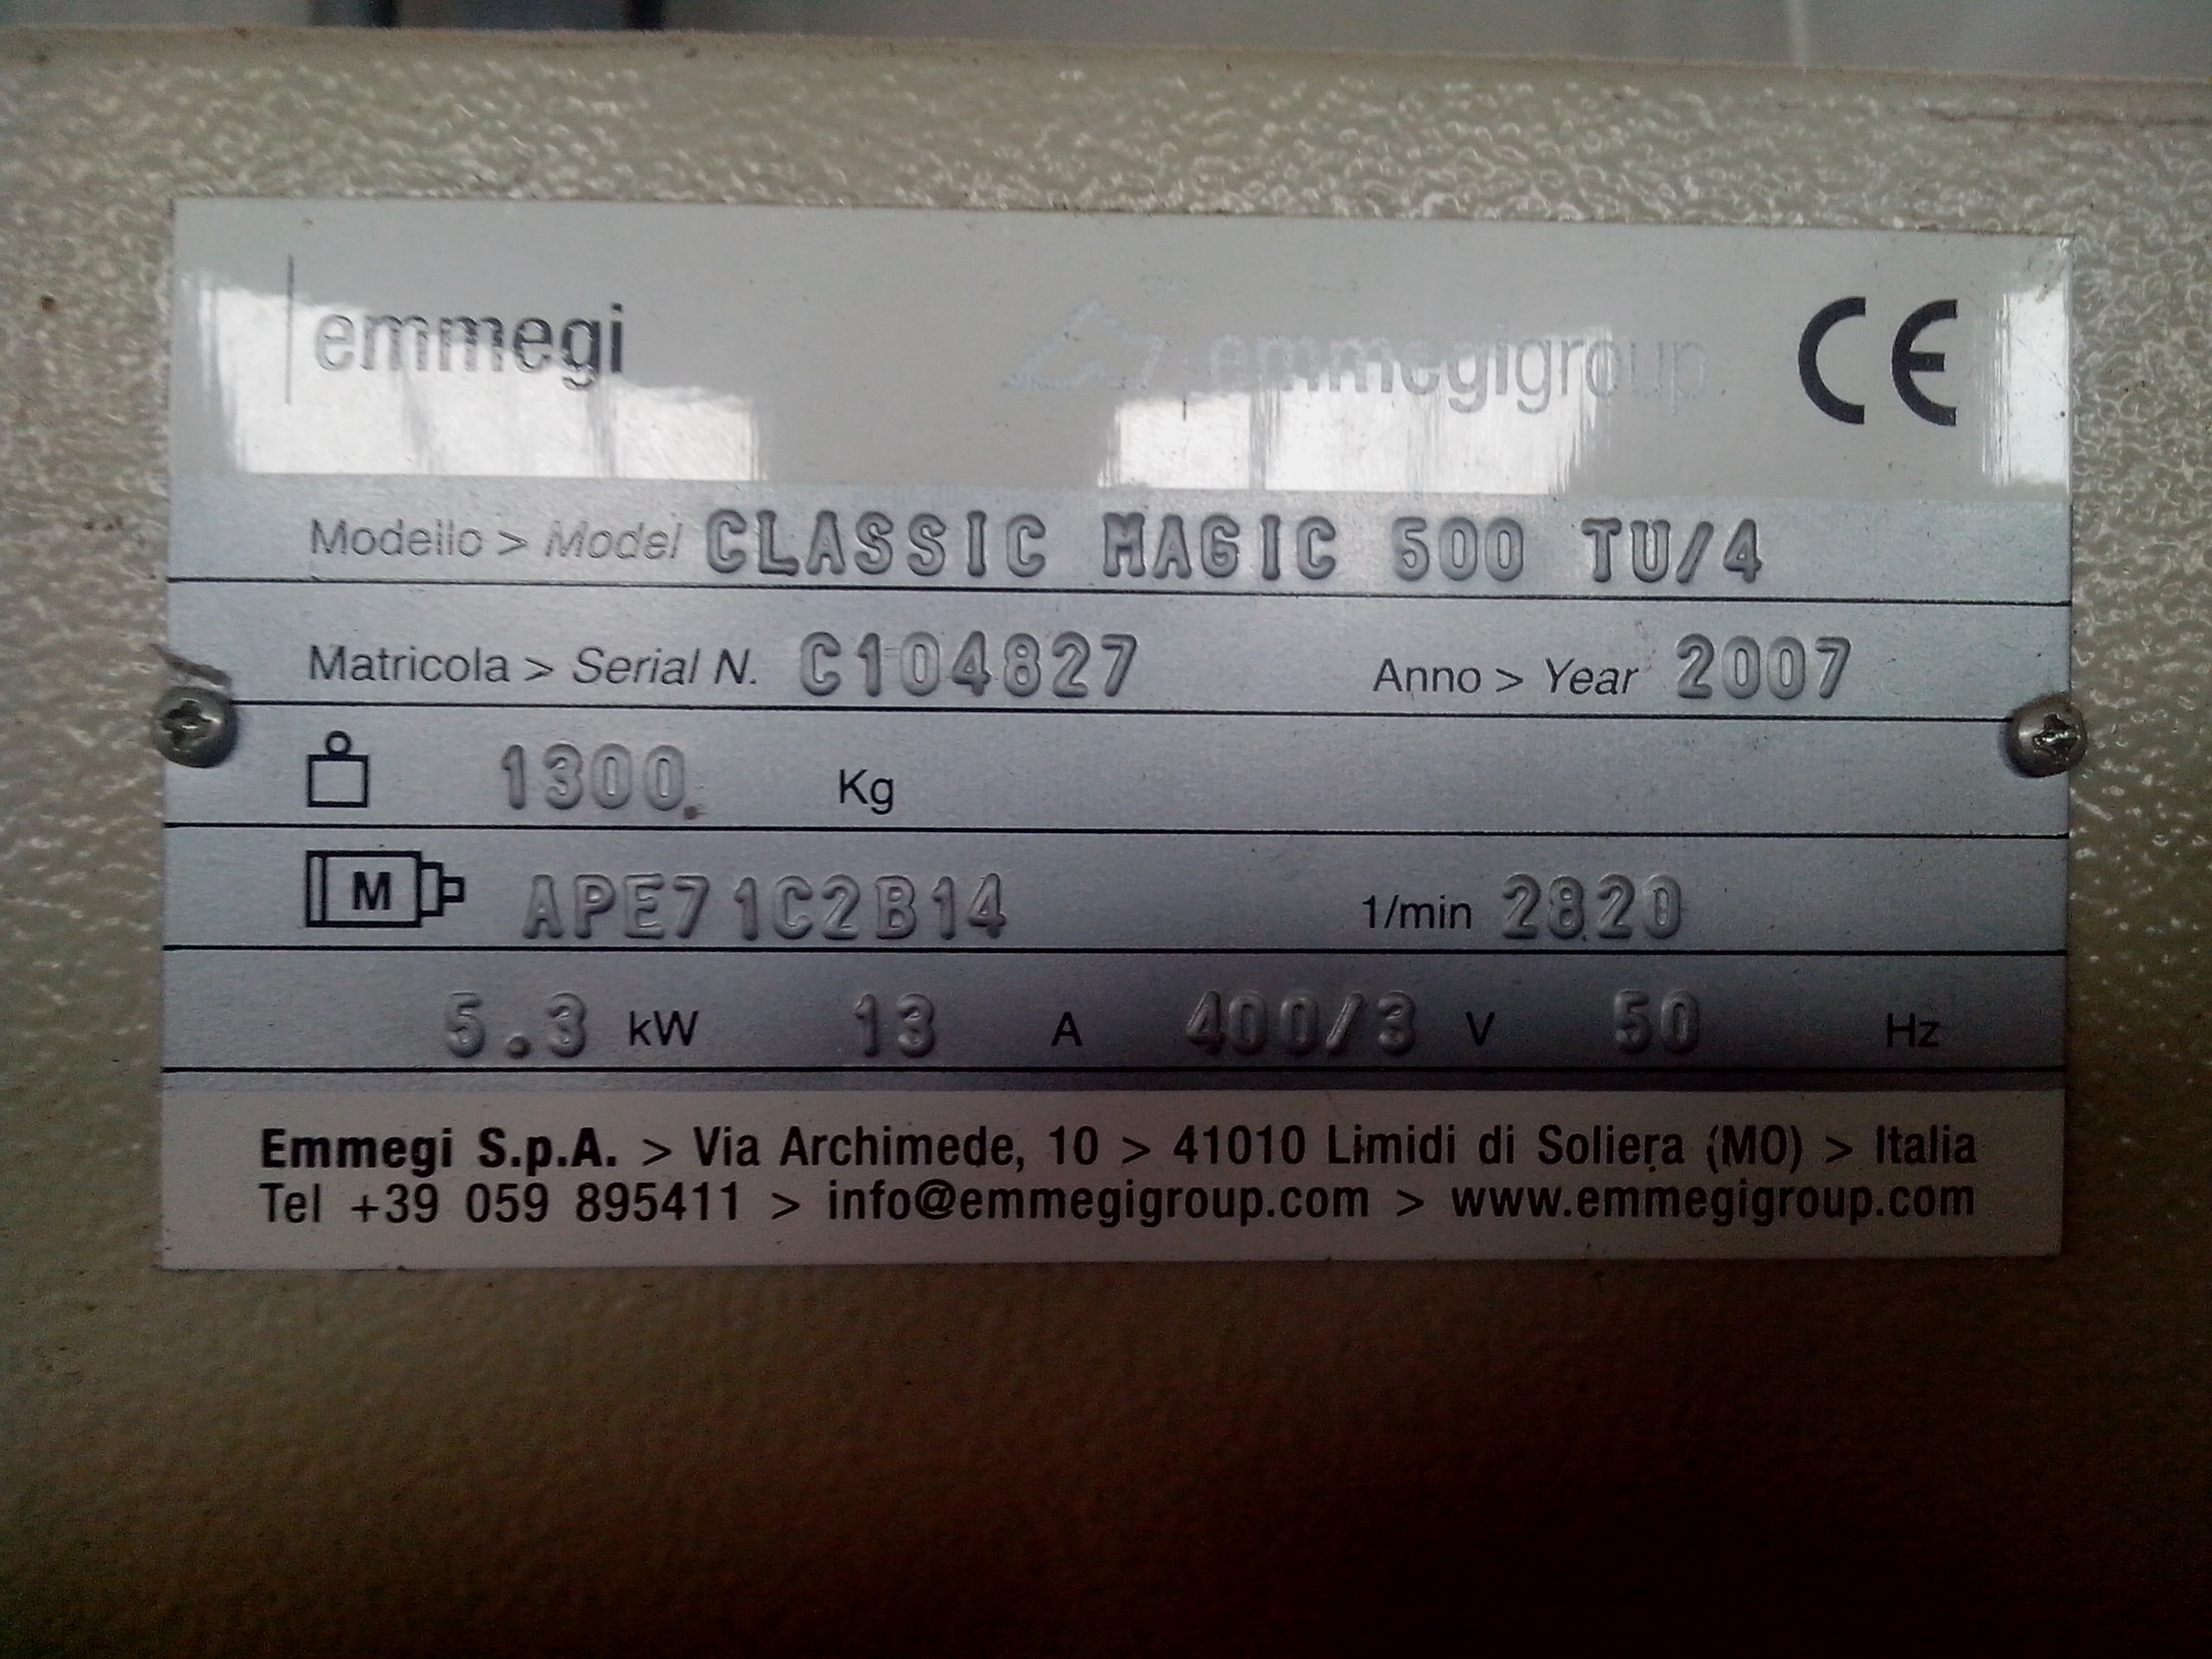 emmegi emmegigroup CE
Modello > Model CLASSIC MAGIC 500 TU/4
Matricola > Serial N. C104827 Anno > Year 2007
1300 Kg
M APE71C2B14 1/min 2820
5.3 kW 13 A 400/3 V 50 Hz
Emmegi S.p.A. > Via Archimede, 10 > 41010 Limidi di Soliera (MO) > Italia
Tel +39 059 895411 > info@emmegigroup.com > www.emmegigroup.com